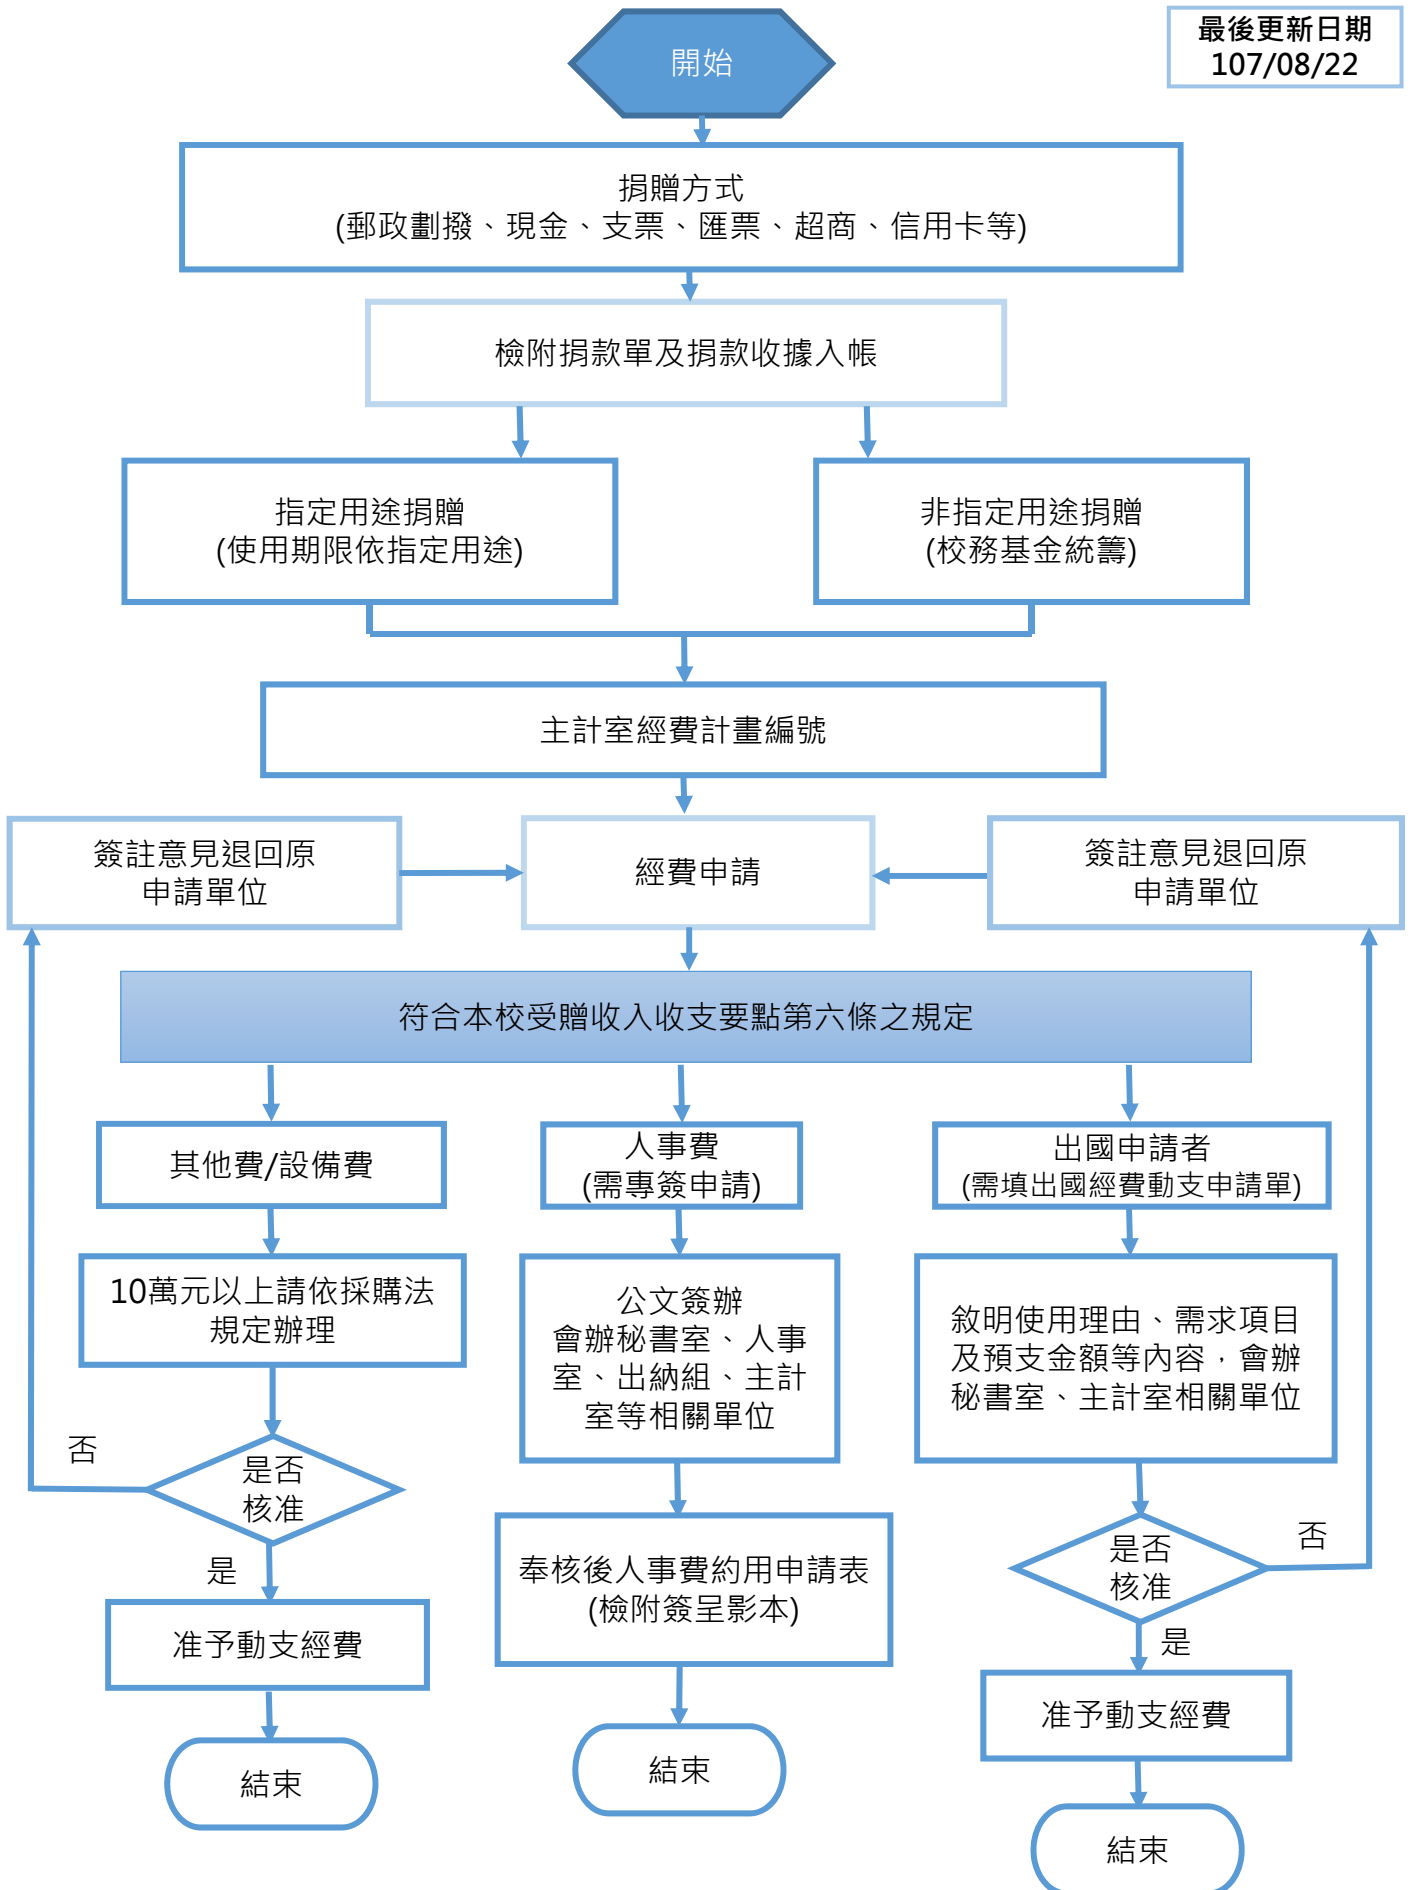 開始
最後更新日期
107/08/22
捐贈方式
(郵政劃撥、現金、支票、匯票、超商、信用卡等)
檢附捐款單及捐款收據入帳
指定用途捐贈
(使用期限依指定用途)
非指定用途捐贈
(校務基金統籌)
主計室經費計畫編號
簽註意見退回原
申請單位
經費申請
簽註意見退回原
申請單位
符合本校受贈收入收支要點第六條之規定
其他費/設備費
人事費
(需專簽申請)
出國申請者
(需填出國經費動支申請單)
10萬元以上請依採購法
規定辦理
公文簽辦
會辦秘書室、人事
室、出納組、主計
室等相關單位
敘明使用理由、需求項目
及預支金額等內容，會辦
秘書室、主計室相關單位
否
是否
核准
是
奉核後人事費約用申請表
(檢附簽呈影本)
是否
核准
否
是
准予動支經費
准予動支經費
結束
結束
結束